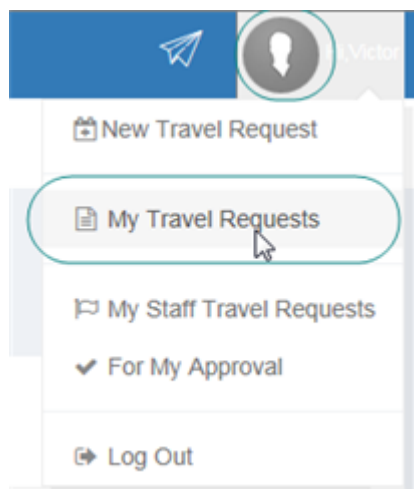 Hi,Victor
New Travel Request
My Travel Requests
My Staff Travel Requests
For My Approval
Log Out